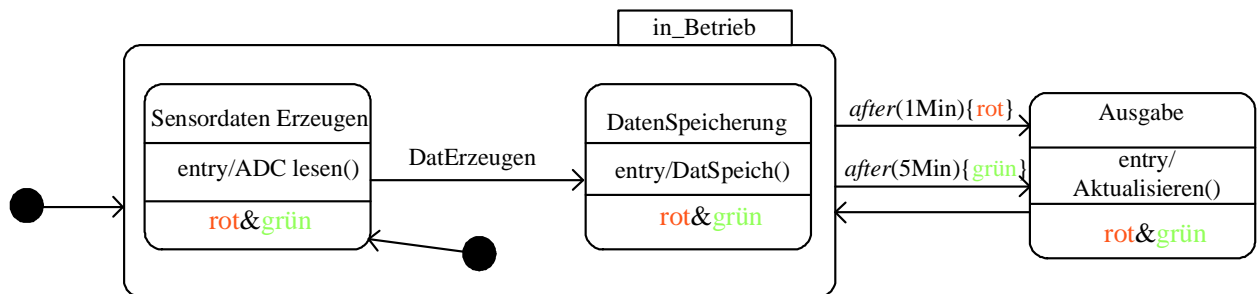 in_Betrieb
Sensordaten Erzeugen
entry/ADC lesen()
rot&grün
DatErzeugen
DatenSpeicherung
entry/DatSpeich()
rot&grün
after(1Min){rot}
after(5Min){grün}
Ausgabe
entry/
Aktualisieren()
rot&grün